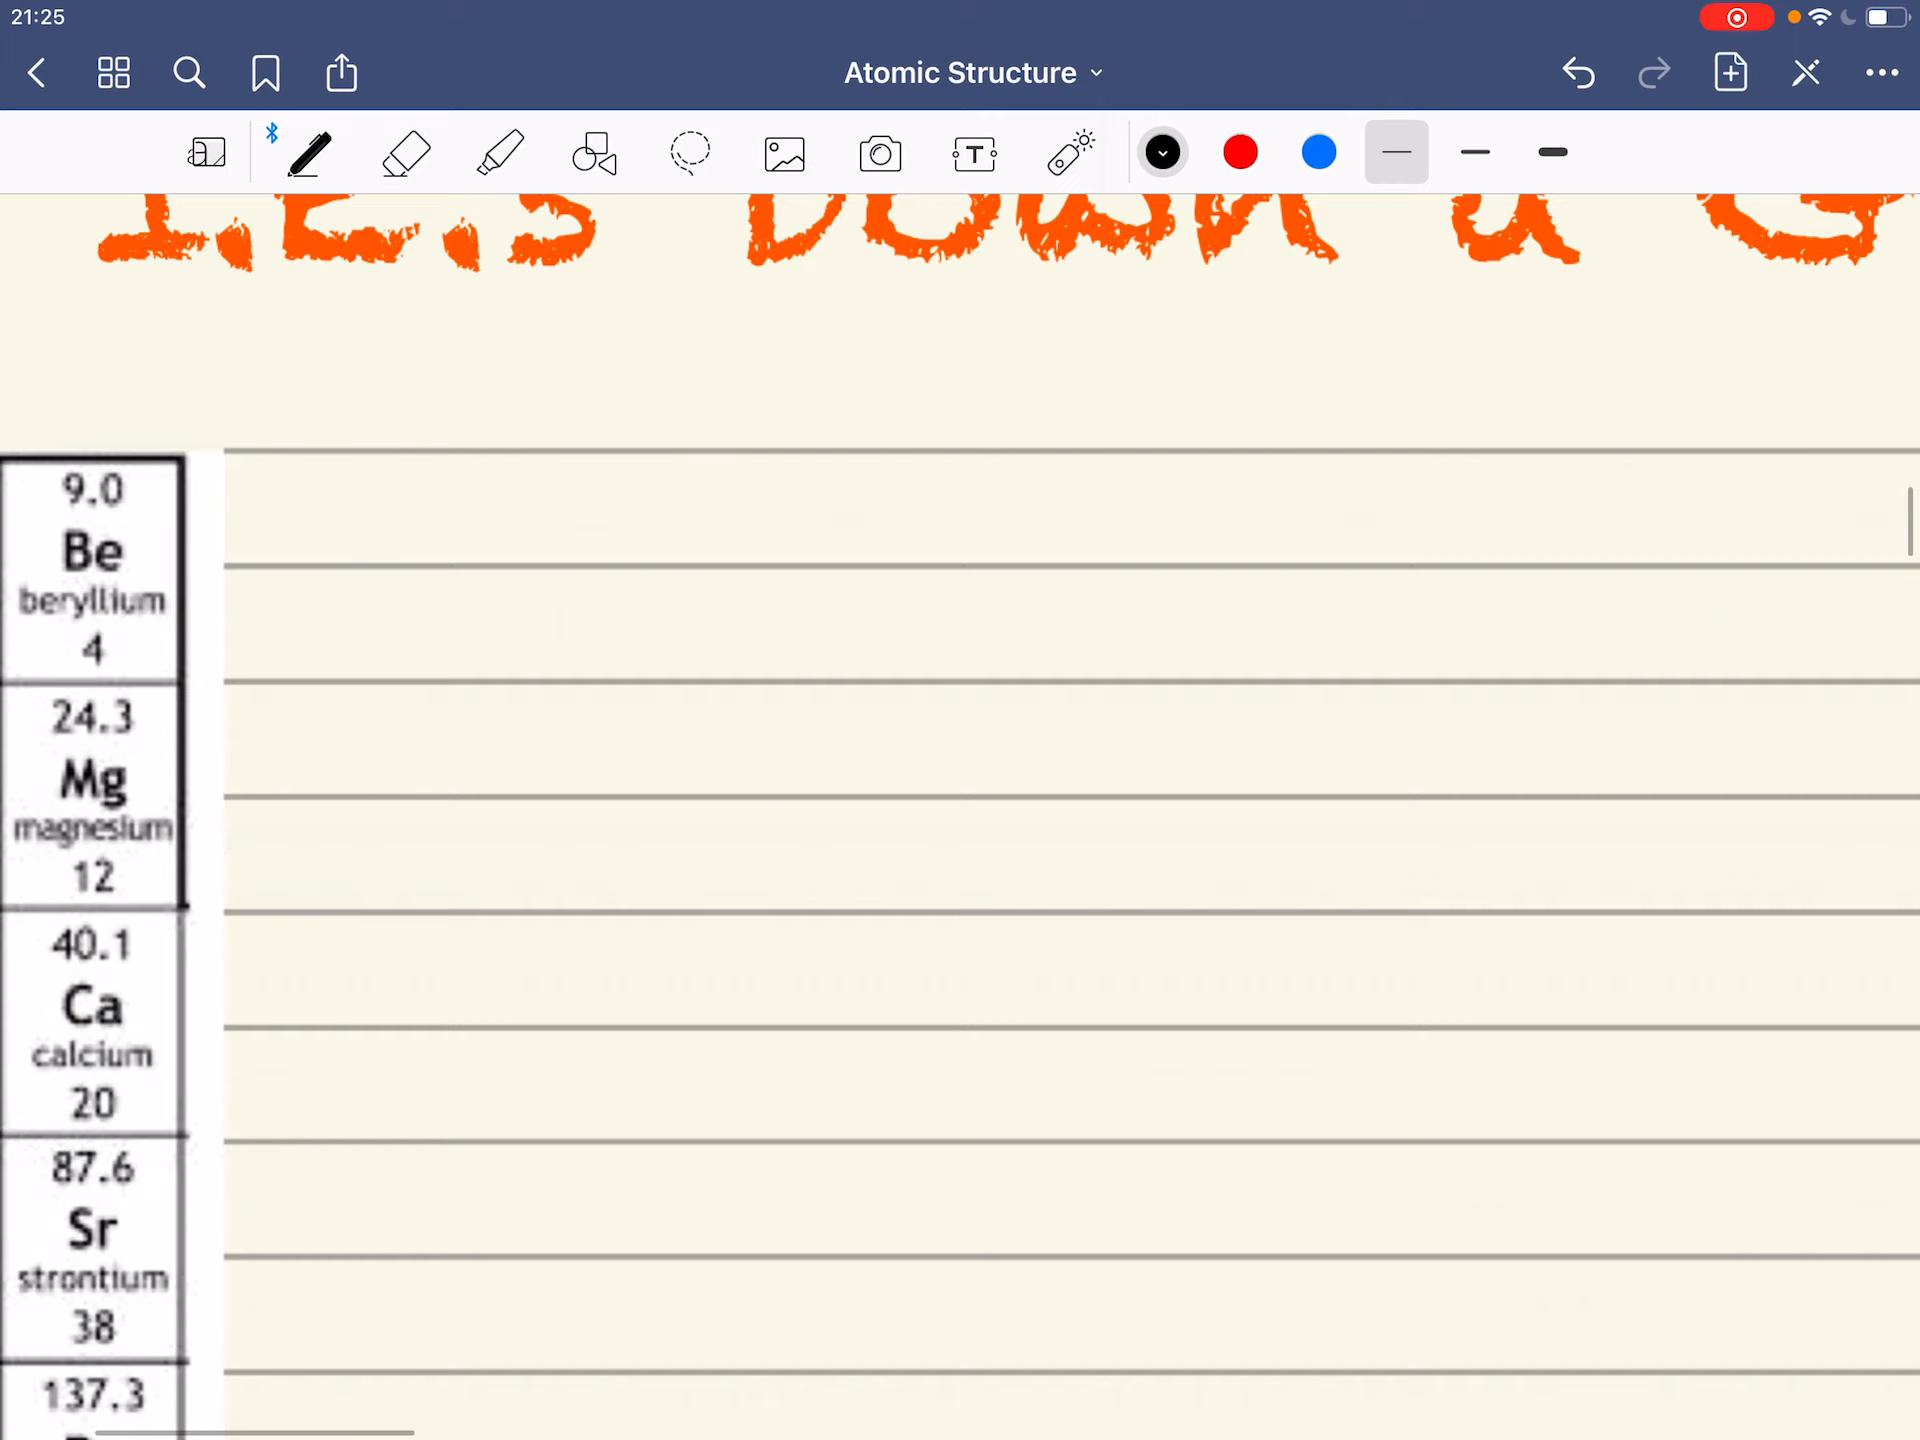 21:25
Atomic Structure
I.E.s Down a G
9.0
Be
beryllium
4
24.3
Mg
magnesium
12
40.1
Ca
calcium
20
87.6
Sr
strontium
38
137.3